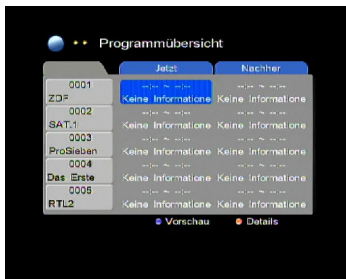 Programmübersicht
Jetzt Nachher
0001
ZDF
--:-- ~ --:-- --:-- ~ --:--
Keine Informatione Keine Informatione
0002
SAT.1
--:-- ~ --:-- --:-- ~ --:--
Keine Informatione Keine Informatione
0003
ProSieben
--:-- ~ --:-- --:-- ~ --:--
Keine Informatione Keine Informatione
0004
Das Erste
--:-- ~ --:-- --:-- ~ --:--
Keine Informatione Keine Informatione
0005
RTL2
--:-- ~ --:-- --:-- ~ --:--
Keine Informatione Keine Informatione
Vorschau Details